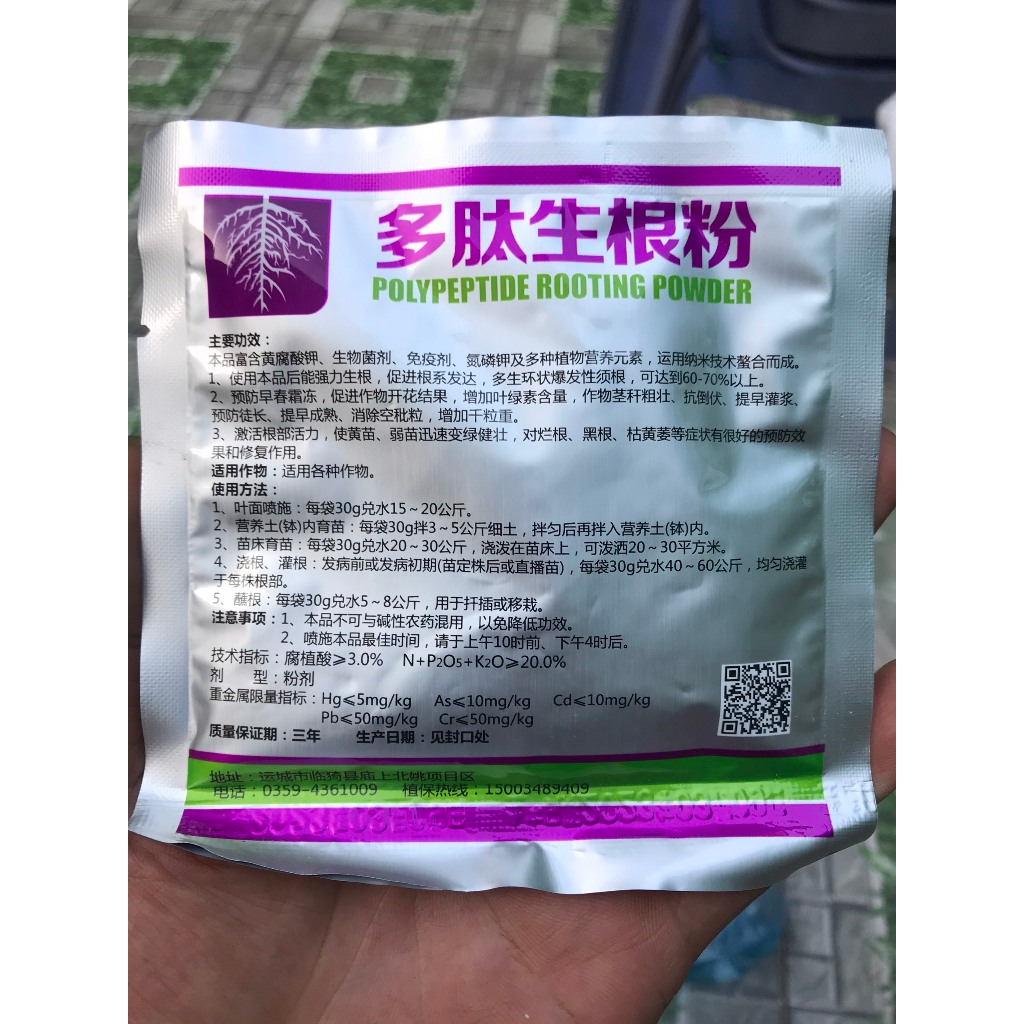 多肽生根粉
POLYPEPTIDE ROOTING POWDER
主要功效：
本品富含黄腐酸钾、生物菌剂、免疫剂、氮磷钾及多种植物营养元素，运用纳米技术螯合而成。
1、使用本品后能强力生根，促进根系发达，多生环状爆发性须根，可达到60-70%以上。
2、预防早春霜冻，促进作物开花结果，增加叶绿素含量，作物茎秆粗壮、抗倒伏、提早灌浆、
预防徒长、提早成熟、消除空秕粒，增加千粒重。
3、激活根部活力，使黄苗、弱苗迅速变绿健壮，对烂根、黑根、枯黄萎等症状有很好的预防效
果和修复作用。
适用作物：适用各种作物。
使用方法：
1、叶面喷施：每袋30g兑水15～20公斤。
2、营养土(钵)内育苗：每袋30g拌3～5公斤细土，拌匀后再拌入营养土(钵)内。
3、苗床育苗：每袋30g兑水20～30公斤，浇泼在苗床上，可泼洒20～30平方米。
4、浇根、灌根：发病前或发病初期(苗定株后或直播苗)，每袋30g兑水40～60公斤，均匀浇灌
于每株根部。
5、蘸根：每袋30g兑水5～8公斤，用于扦插或移栽。
注意事项：1、本品不可与碱性农药混用，以免降低功效。
2、喷施本品最佳时间，请于上午10时前、下午4时后。
技术指标：腐植酸≥3.0% N+P2O5+K2O≥20.0%
剂 型：粉剂
重金属限量指标：Hg≤5mg/kg As≤10mg/kg Cd≤10mg/kg
Pb≤50mg/kg Cr≤50mg/kg
质量保证期：三年 生产日期：见封口处
地址：运城市临猗县庙上北姚项目区
电话：0359-4361009 植保热线：15003489409